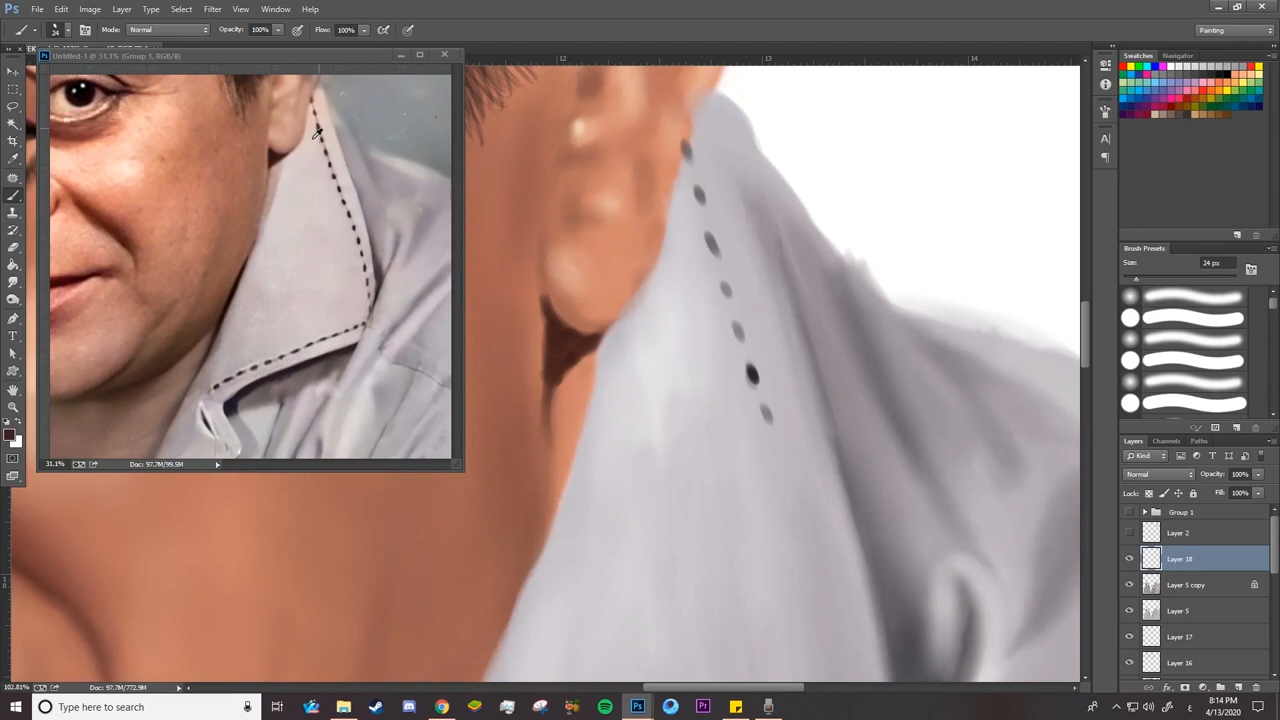 Ps File Edit Image Layer Type Select Filter View Window Help
24 Mode: Normal Opacity: 100% Flow: 100% Painting
Untitled-1 @ 31.1% (Group 1, RGB/8)
12 13 14
Swatches Navigator
Brush Presets
Size: 24 px
31.1% Doc: 97.7M/99.5M
Layers Channels Paths
Kind
Normal Opacity: 100%
Lock: Fill: 100%
Group 1
Layer 2
Layer 18
Layer 5 copy
Layer 5
Layer 17
Layer 16
102.81% Doc: 97.7M/772.9M
Type here to search
8:14 PM
4/13/2020